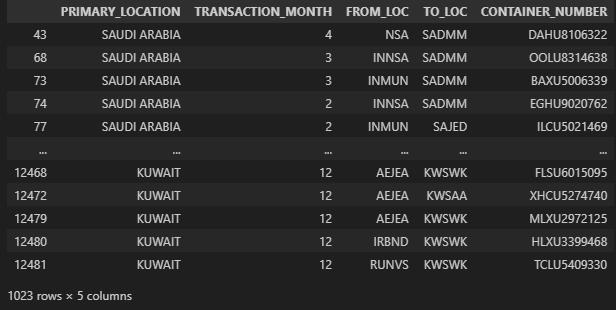 PRIMARY_LOCATION TRANSACTION_MONTH FROM_LOC TO_LOC CONTAINER_NUMBER
43 SAUDI ARABIA 4 NSA SADMM DAHU8106322
68 SAUDI ARABIA 3 INNSA SADMM OOLU8314638
73 SAUDI ARABIA 3 INMUN SADMM BAXU5006339
74 SAUDI ARABIA 2 INNSA SADMM EGHU9020762
77 SAUDI ARABIA 2 INMUN SAJED ILCU5021469
... ... ... ... ... ...
12468 KUWAIT 12 AEJEA KWSWK FLSU6015095
12472 KUWAIT 12 AEJEA KWSAA XHCU5274740
12479 KUWAIT 12 AEJEA KWSWK MLXU2972125
12480 KUWAIT 12 IRBND KWSWK HLXU3399468
12481 KUWAIT 12 RUNVS KWSWK TCLU5409330
1023 rows × 5 columns